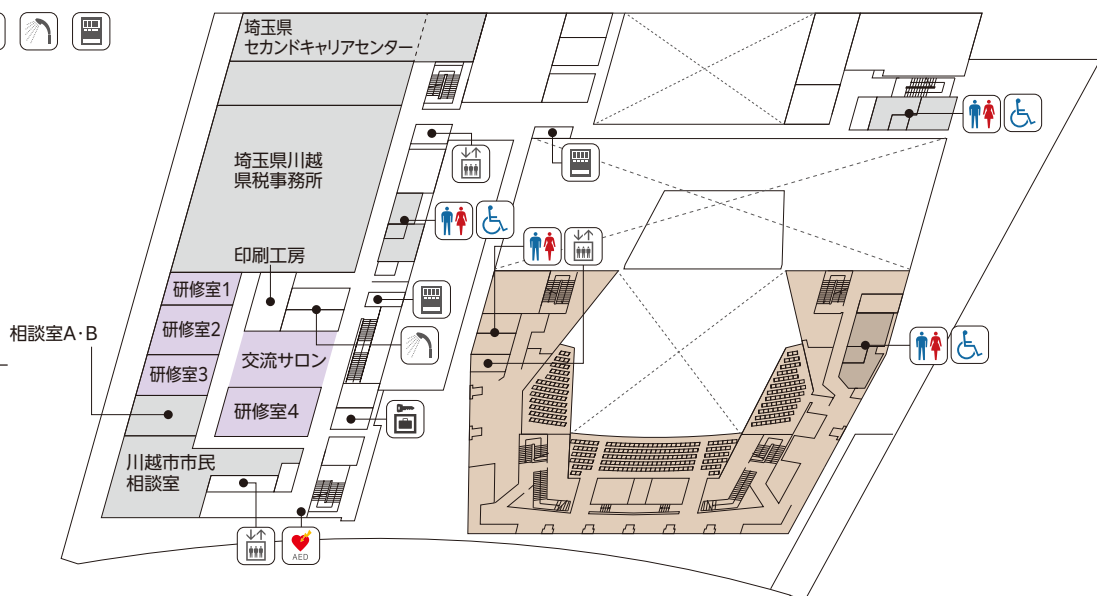 埼玉県
セカンドキャリアセンター
埼玉県川越
県税事務所
印刷工房
研修室1
研修室2
相談室A・B
交流サロン
研修室3
研修室4
川越市市民
相談室
AED